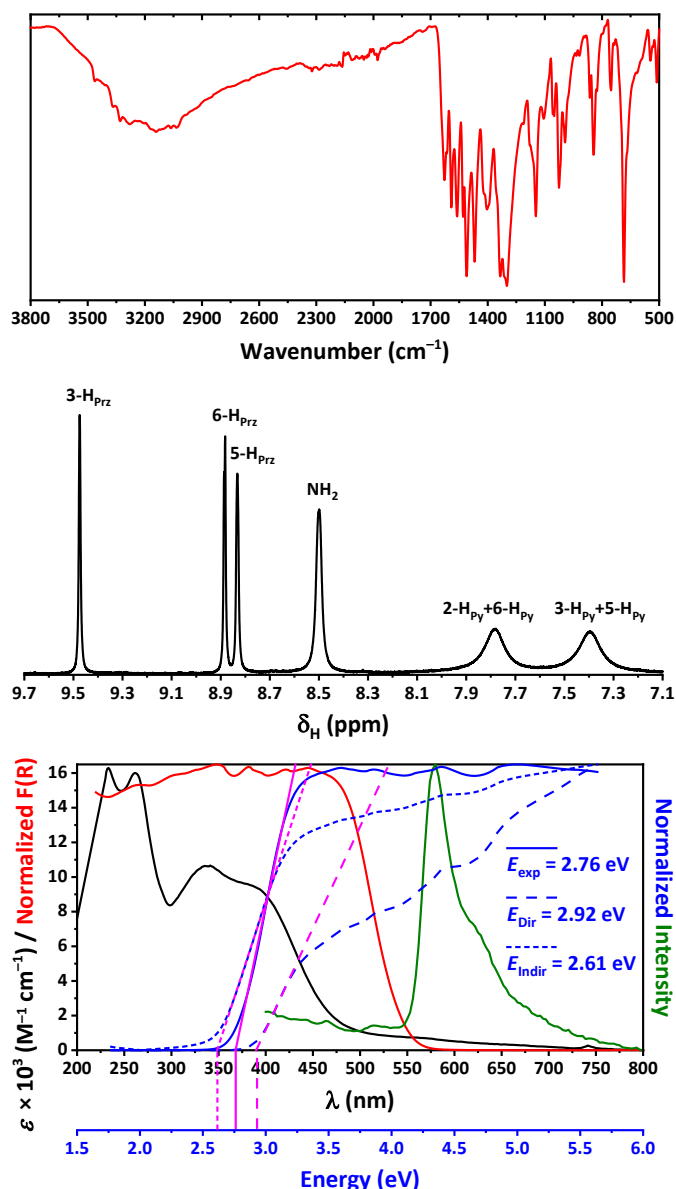 3800 3500 3200 2900 2600 2300 2000 1700 1400 1100 800 500
Wavenumber (cm⁻¹)
3-H_Prz
6-H_Prz
5-H_Prz
NH₂
2-H_Py+6-H_Py 3-H_Py+5-H_Py
9.7 9.5 9.3 9.1 8.9 8.7 8.5 8.3 8.1 7.9 7.7 7.5 7.3 7.1
δ_H (ppm)
ε × 10³ (M⁻¹ cm⁻¹) / Normalized F(R)
16
14
12
10
8
6
4
2
0
E_exp = 2.76 eV
E_Dir = 2.92 eV
E_Indir = 2.61 eV
Normalized Intensity
200 250 300 350 400 450 500 550 600 650 700 750 800
λ (nm)
1.5 2.0 2.5 3.0 3.5 4.0 4.5 5.0 5.5 6.0
Energy (eV)